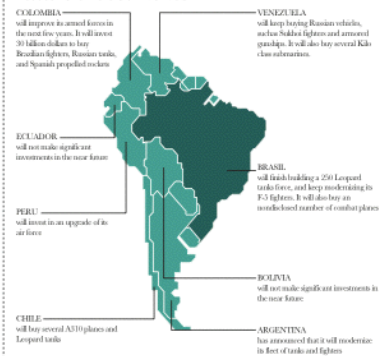 COLOMBIA
will improve its armed forces in
the next few years. It will invest
30 billion dollars to buy
Brazilian fighters, Russian tanks,
and Spanish propelled rockets
VENEZUELA
will keep buying Russian vehicles,
suchas Sukhoi fighters and armored
gunships. It will also buy several Kilo
class submarines.
ECUADOR
will not make significant
investments in the near future
BRASIL
will finish building a 250 Leopard
tanks force, and keep modernizing its
F-5 fighters. It will also buy an
nondisclosed number of combat planes
PERU
will invest in an upgrade of its
air force
BOLIVIA
will not make significant investments in
the near future
CHILE
will buy several A310 planes and
Leopard tanks
ARGENTINA
has announced that it will modernize
its fleet of tanks and fighters